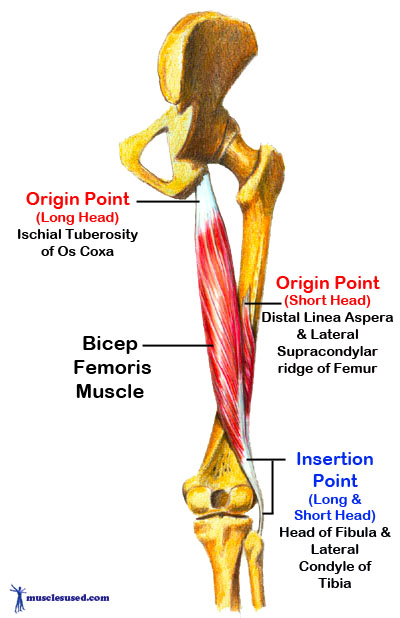 Origin Point
(Long Head)
Ischial Tuberosity
of Os Coxa
Origin Point
(Short Head)
Distal Linea Aspera
& Lateral
Supracondylar
ridge of Femur
Bicep
Femoris
Muscle
Insertion
Point
(Long &
Short Head)
Head of Fibula &
Lateral
Condyle of
Tibia
musclesused.com